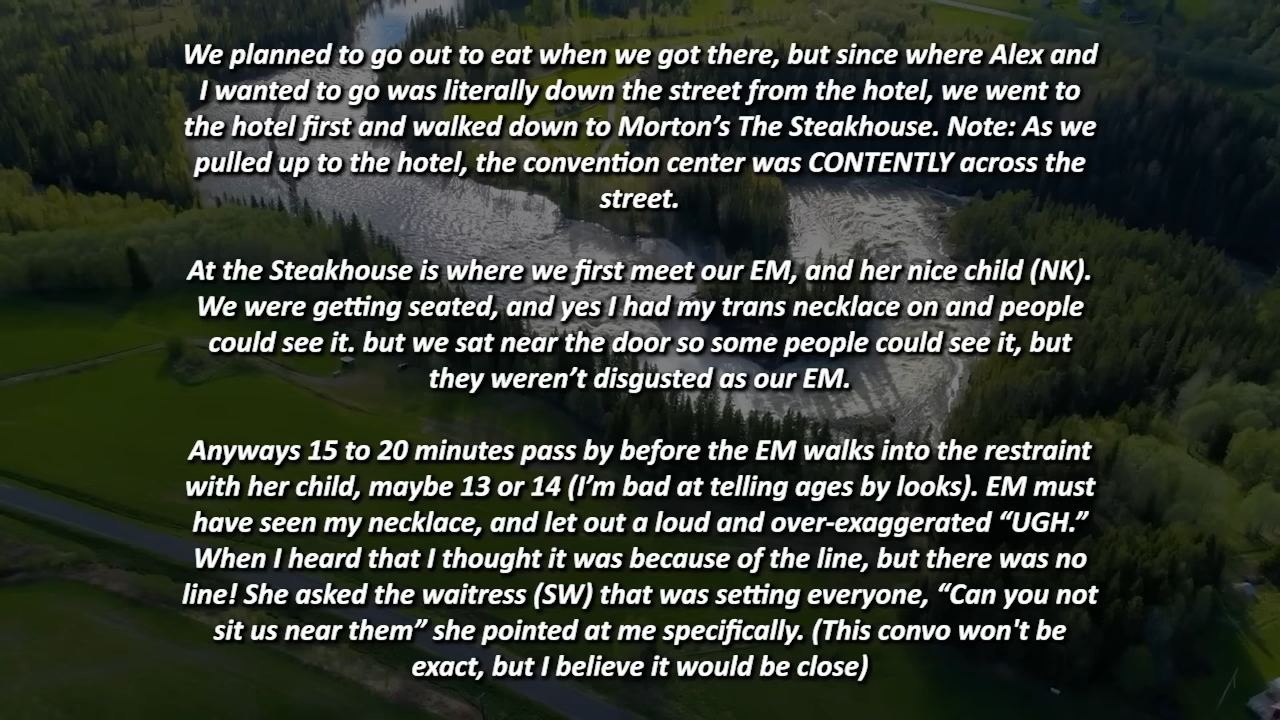 We planned to go out to eat when we got there, but since where Alex and
I wanted to go was literally down the street from the hotel, we went to
the hotel first and walked down to Morton’s The Steakhouse. Note: As we
pulled up to the hotel, the convention center was CONTENTLY across the
street.
At the Steakhouse is where we first meet our EM, and her nice child (NK).
We were getting seated, and yes I had my trans necklace on and people
could see it. but we sat near the door so some people could see it, but
they weren’t disgusted as our EM.
Anyways 15 to 20 minutes pass by before the EM walks into the restraint
with her child, maybe 13 or 14 (I’m bad at telling ages by looks). EM must
have seen my necklace, and let out a loud and over-exaggerated “UGH.”
When I heard that I thought it was because of the line, but there was no
line! She asked the waitress (SW) that was setting everyone, “Can you not
sit us near them” she pointed at me specifically. (This convo won't be
exact, but I believe it would be close)